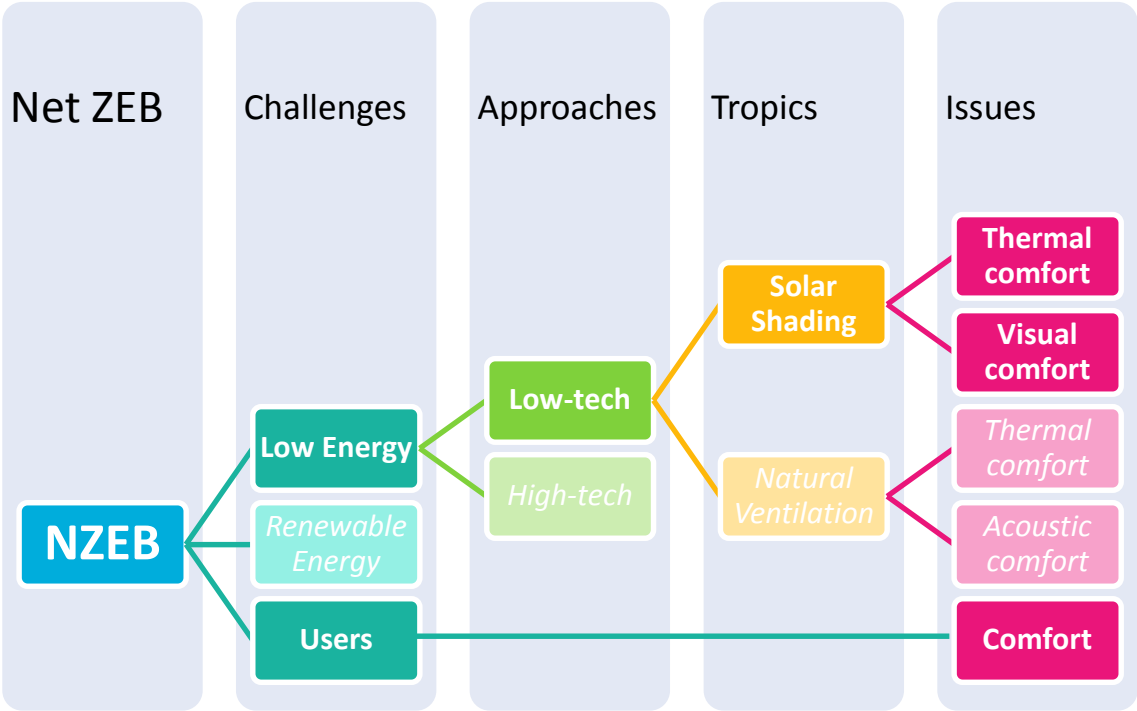 Net ZEB
Challenges
Approaches
Tropics
Issues
NZEB
Low Energy
Renewable
Energy
Users
Low-tech
High-tech
Solar
Shading
Natural
Ventilation
Thermal
comfort
Visual
comfort
Thermal
comfort
Acoustic
comfort
Comfort